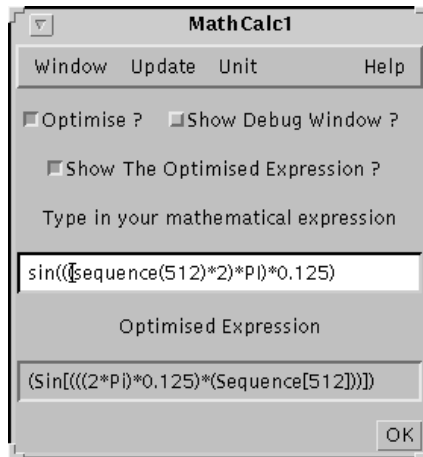 MathCalc1
Window Update Unit Help
Optimise ? Show Debug Window ?
Show The Optimised Expression ?
Type in your mathematical expression
sin(((sequence(512)*2)*PI)*0.125)
Optimised Expression
(Sin[(((2*Pi)*0.125)*(Sequence[512]))])
OK